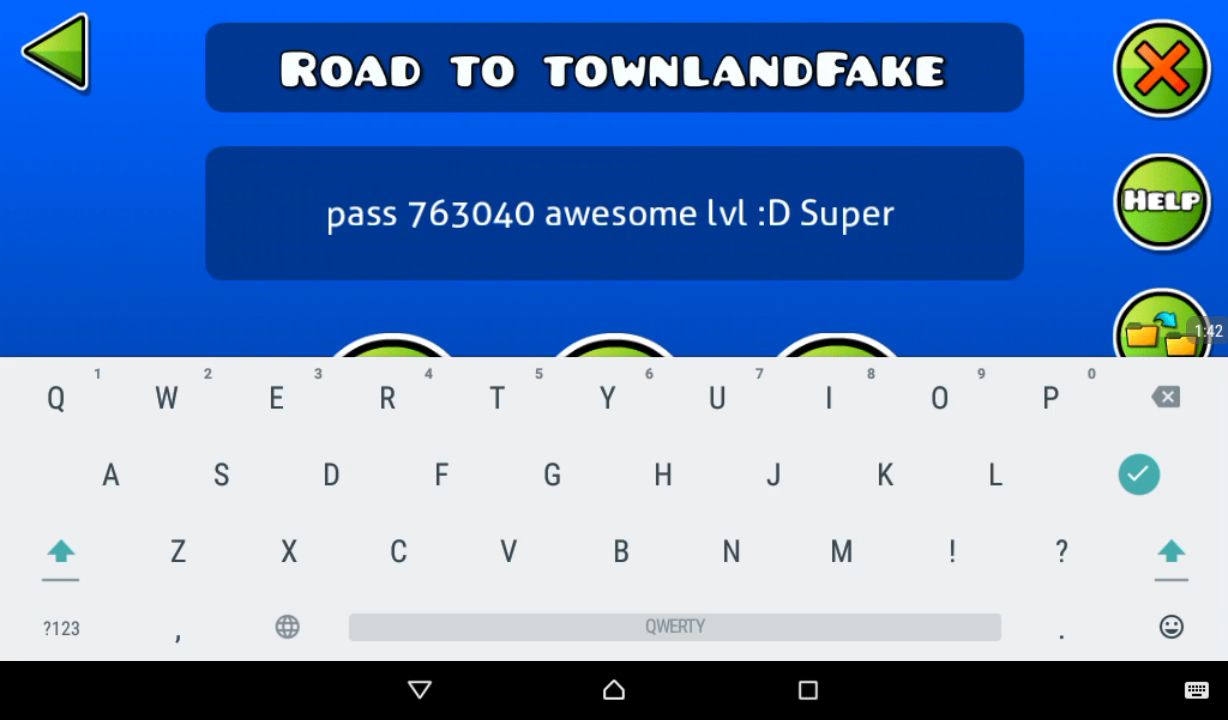 Road to townlandFake
pass 763040 awesome lvl :D Super
Help
1:42
1 2 3 4 5 6 7 8 9 0
Q W E R T Y U I O P
A S D F G H J K L
Z X C V B N M ! ?
?123 , QWERTY .